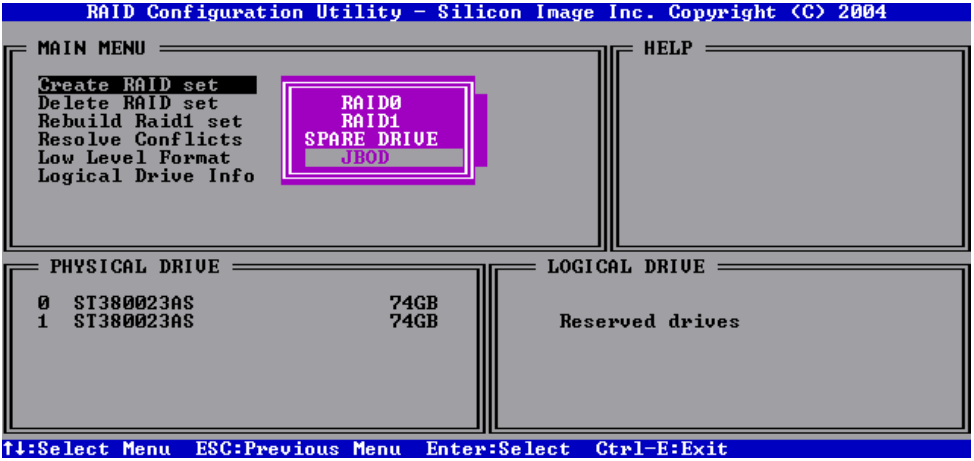 RAID Configuration Utility - Silicon Image Inc. Copyright (C) 2004
MAIN MENU
Create RAID set
Delete RAID set
Rebuild Raid1 set
Resolve Conflicts
Low Level Format
Logical Drive Info
RAID0
RAID1
SPARE DRIVE
JBOD
HELP
PHYSICAL DRIVE
0 ST380023AS 74GB
1 ST380023AS 74GB
LOGICAL DRIVE
Reserved drives
↑↓:Select Menu ESC:Previous Menu Enter:Select Ctrl-E:Exit